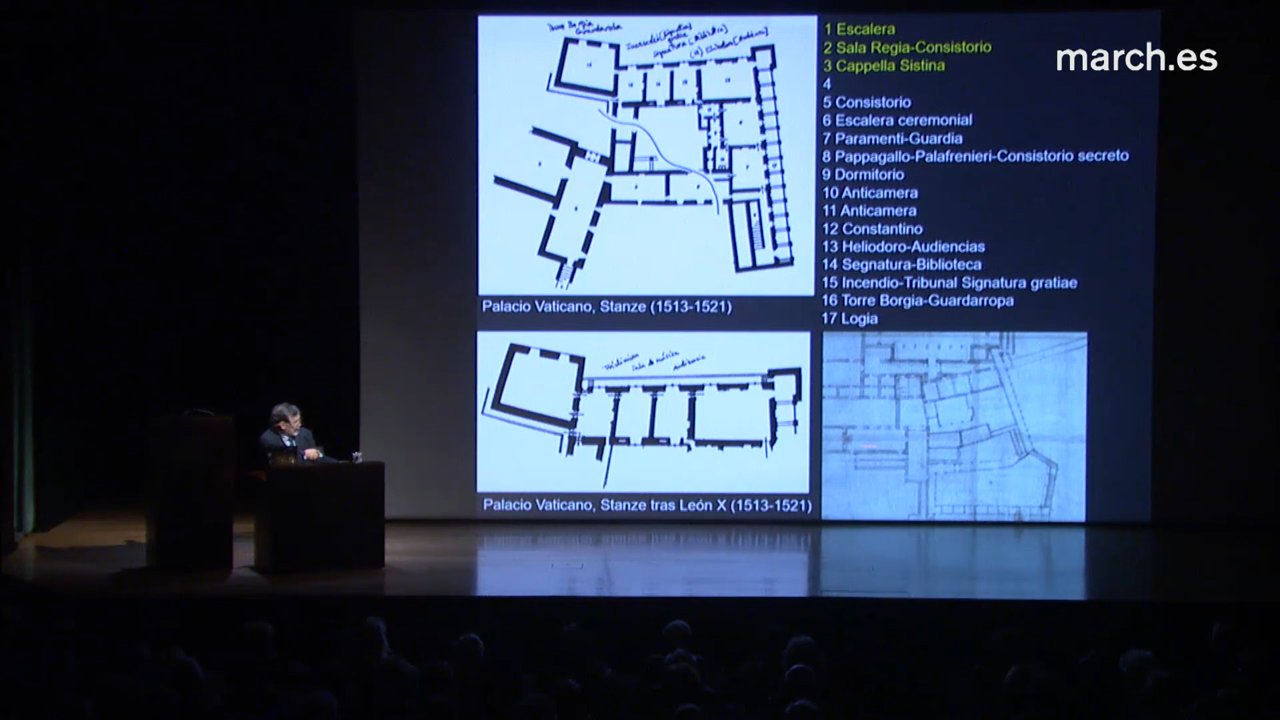 march.es
1 Escalera
2 Sala Regia-Consistorio
3 Cappella Sistina
4
5 Consistorio
6 Escalera ceremonial
7 Paramenti-Guardia
8 Pappagallo-Palafrenieri-Consistorio secreto
9 Dormitorio
10 Anticamera
11 Anticamera
12 Constantino
13 Heliodoro-Audiencias
14 Segnatura-Biblioteca
15 Incendio-Tribunal Signatura gratiae
16 Torre Borgia-Guardarropa
17 Logia
Palacio Vaticano, Stanze (1513-1521)
Palacio Vaticano, Stanze tras León X (1513-1521)